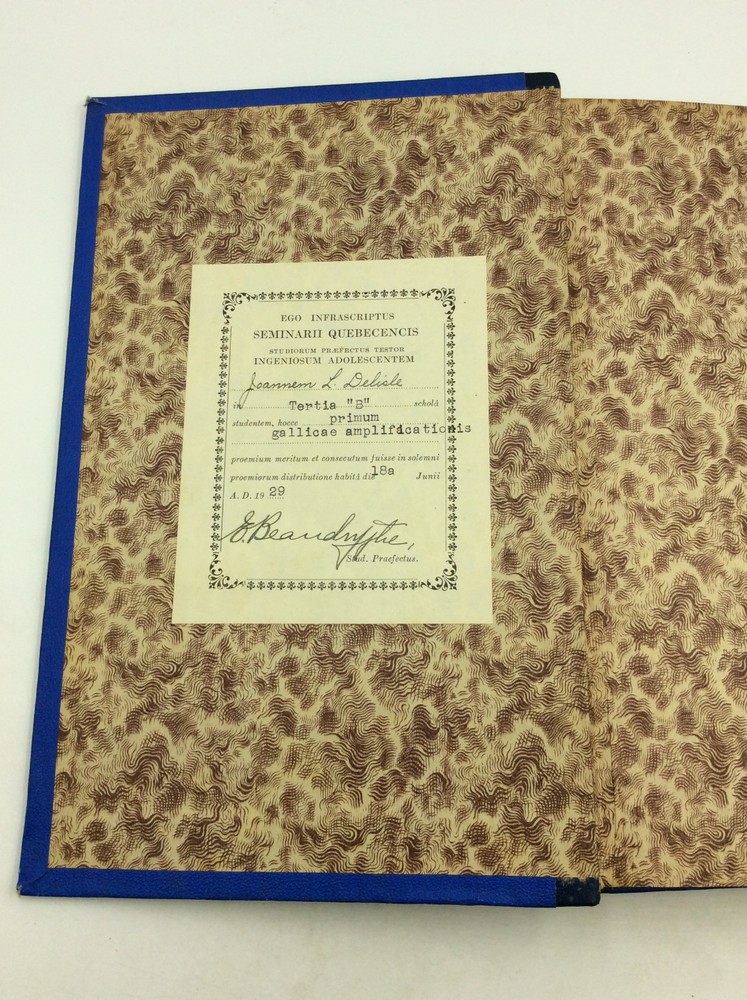 EGO INFRASCRIPTUS
SEMINARII QUEBECENCIS
STUDIORUM PRÆFECTUS TESTOR
INGENIOSUM ADOLESCENTEM
Joannem L. Delisle
in Tertia "B" scholâ
studentem, hocce primum
gallicae amplificationis
proemium meritum et consecutum fuisse in solemni
proemiorum distributione habitâ die 18a Junii
A. D. 19 29
Stud. Praefectus.